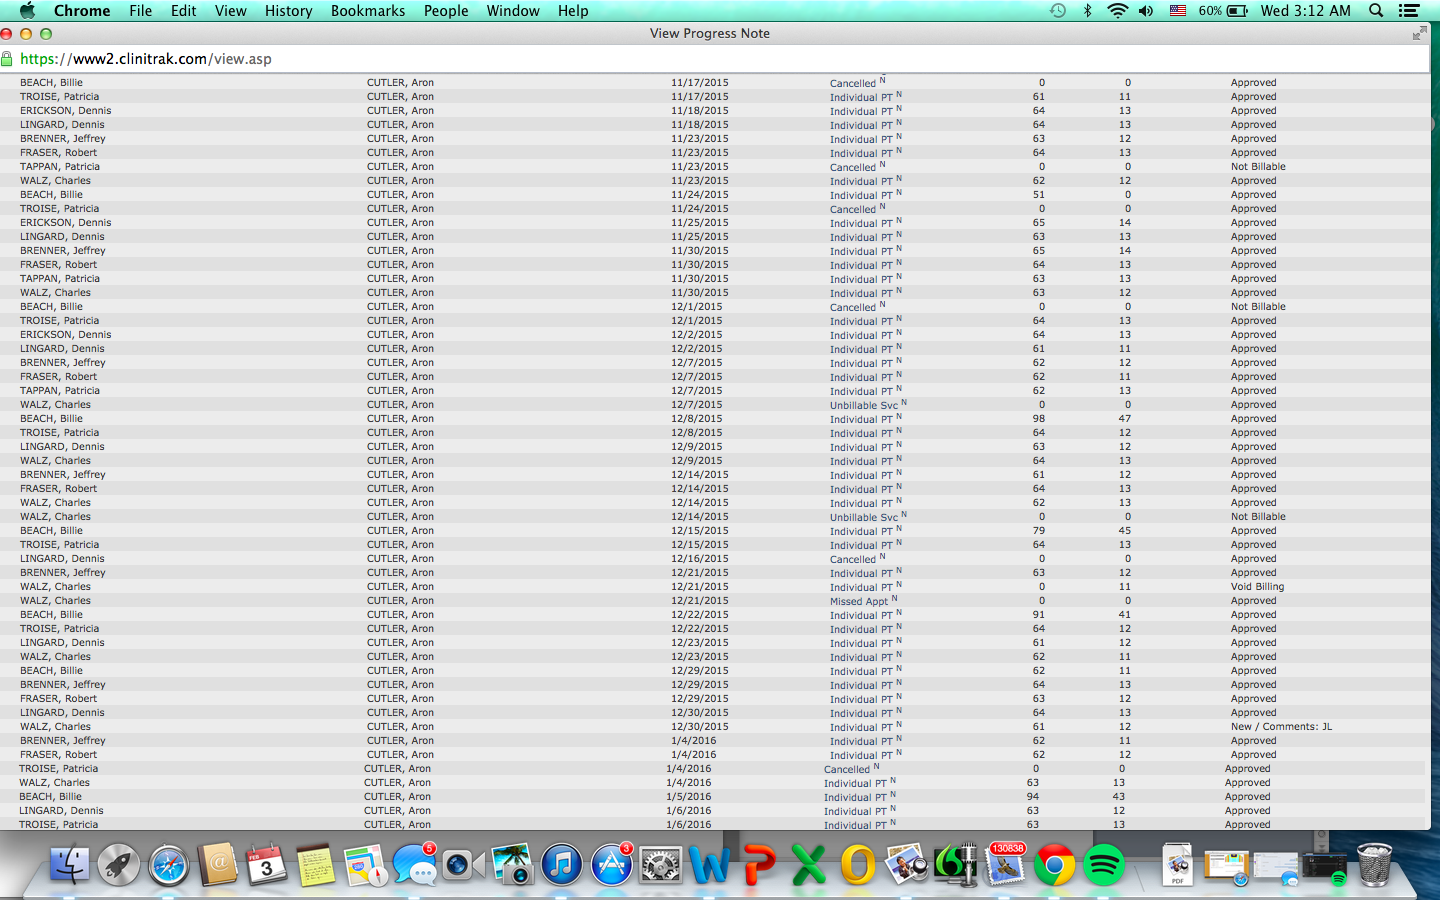 Chrome File Edit View History Bookmarks People Window Help 60% Wed 3:12 AM
View Progress Note
https://www2.clinitrak.com/view.asp
BEACH, Billie CUTLER, Aron 11/17/2015 Cancelled N 0 0 Approved
TROISE, Patricia CUTLER, Aron 11/17/2015 Individual PT N 61 11 Approved
ERICKSON, Dennis CUTLER, Aron 11/18/2015 Individual PT N 64 13 Approved
LINGARD, Dennis CUTLER, Aron 11/18/2015 Individual PT N 64 13 Approved
BRENNER, Jeffrey CUTLER, Aron 11/23/2015 Individual PT N 63 12 Approved
FRASER, Robert CUTLER, Aron 11/23/2015 Individual PT N 64 13 Approved
TAPPAN, Patricia CUTLER, Aron 11/23/2015 Cancelled N 0 0 Not Billable
WALZ, Charles CUTLER, Aron 11/23/2015 Individual PT N 62 12 Approved
BEACH, Billie CUTLER, Aron 11/24/2015 Individual PT N 51 0 Approved
TROISE, Patricia CUTLER, Aron 11/24/2015 Cancelled N 0 0 Approved
ERICKSON, Dennis CUTLER, Aron 11/25/2015 Individual PT N 65 14 Approved
LINGARD, Dennis CUTLER, Aron 11/25/2015 Individual PT N 63 13 Approved
BRENNER, Jeffrey CUTLER, Aron 11/30/2015 Individual PT N 65 14 Approved
FRASER, Robert CUTLER, Aron 11/30/2015 Individual PT N 64 13 Approved
TAPPAN, Patricia CUTLER, Aron 11/30/2015 Individual PT N 63 13 Approved
WALZ, Charles CUTLER, Aron 11/30/2015 Individual PT N 63 12 Approved
BEACH, Billie CUTLER, Aron 12/1/2015 Cancelled N 0 0 Not Billable
TROISE, Patricia CUTLER, Aron 12/1/2015 Individual PT N 64 13 Approved
ERICKSON, Dennis CUTLER, Aron 12/2/2015 Individual PT N 64 13 Approved
LINGARD, Dennis CUTLER, Aron 12/2/2015 Individual PT N 61 11 Approved
BRENNER, Jeffrey CUTLER, Aron 12/7/2015 Individual PT N 62 12 Approved
FRASER, Robert CUTLER, Aron 12/7/2015 Individual PT N 62 11 Approved
TAPPAN, Patricia CUTLER, Aron 12/7/2015 Individual PT N 62 13 Approved
WALZ, Charles CUTLER, Aron 12/7/2015 Unbillable Svc N 0 0 Approved
BEACH, Billie CUTLER, Aron 12/8/2015 Individual PT N 98 47 Approved
TROISE, Patricia CUTLER, Aron 12/8/2015 Individual PT N 64 12 Approved
LINGARD, Dennis CUTLER, Aron 12/9/2015 Individual PT N 63 12 Approved
WALZ, Charles CUTLER, Aron 12/9/2015 Individual PT N 64 13 Approved
BRENNER, Jeffrey CUTLER, Aron 12/14/2015 Individual PT N 61 12 Approved
FRASER, Robert CUTLER, Aron 12/14/2015 Individual PT N 64 13 Approved
WALZ, Charles CUTLER, Aron 12/14/2015 Individual PT N 62 13 Approved
WALZ, Charles CUTLER, Aron 12/14/2015 Unbillable Svc N 0 0 Not Billable
BEACH, Billie CUTLER, Aron 12/15/2015 Individual PT N 79 45 Approved
TROISE, Patricia CUTLER, Aron 12/15/2015 Individual PT N 64 13 Approved
LINGARD, Dennis CUTLER, Aron 12/16/2015 Cancelled N 0 0 Approved
BRENNER, Jeffrey CUTLER, Aron 12/21/2015 Individual PT N 63 12 Approved
WALZ, Charles CUTLER, Aron 12/21/2015 Individual PT N 0 11 Void Billing
WALZ, Charles CUTLER, Aron 12/21/2015 Missed Appt N 0 0 Approved
BEACH, Billie CUTLER, Aron 12/22/2015 Individual PT N 91 41 Approved
TROISE, Patricia CUTLER, Aron 12/22/2015 Individual PT N 64 12 Approved
LINGARD, Dennis CUTLER, Aron 12/23/2015 Individual PT N 61 12 Approved
WALZ, Charles CUTLER, Aron 12/23/2015 Individual PT N 62 11 Approved
BEACH, Billie CUTLER, Aron 12/29/2015 Individual PT N 62 11 Approved
BRENNER, Jeffrey CUTLER, Aron 12/29/2015 Individual PT N 64 13 Approved
FRASER, Robert CUTLER, Aron 12/29/2015 Individual PT N 63 12 Approved
LINGARD, Dennis CUTLER, Aron 12/30/2015 Individual PT N 64 13 Approved
WALZ, Charles CUTLER, Aron 12/30/2015 Individual PT N 61 12 New / Comments: JL
BRENNER, Jeffrey CUTLER, Aron 1/4/2016 Individual PT N 62 11 Approved
FRASER, Robert CUTLER, Aron 1/4/2016 Individual PT N 62 12 Approved
TROISE, Patricia CUTLER, Aron 1/4/2016 Cancelled N 0 0 Approved
WALZ, Charles CUTLER, Aron 1/4/2016 Individual PT N 63 13 Approved
BEACH, Billie CUTLER, Aron 1/5/2016 Individual PT N 94 43 Approved
LINGARD, Dennis CUTLER, Aron 1/6/2016 Individual PT N 63 12 Approved
TROISE, Patricia CUTLER, Aron 1/6/2016 Individual PT N 63 13 Approved
FEB 3 5 3 130838
PDF